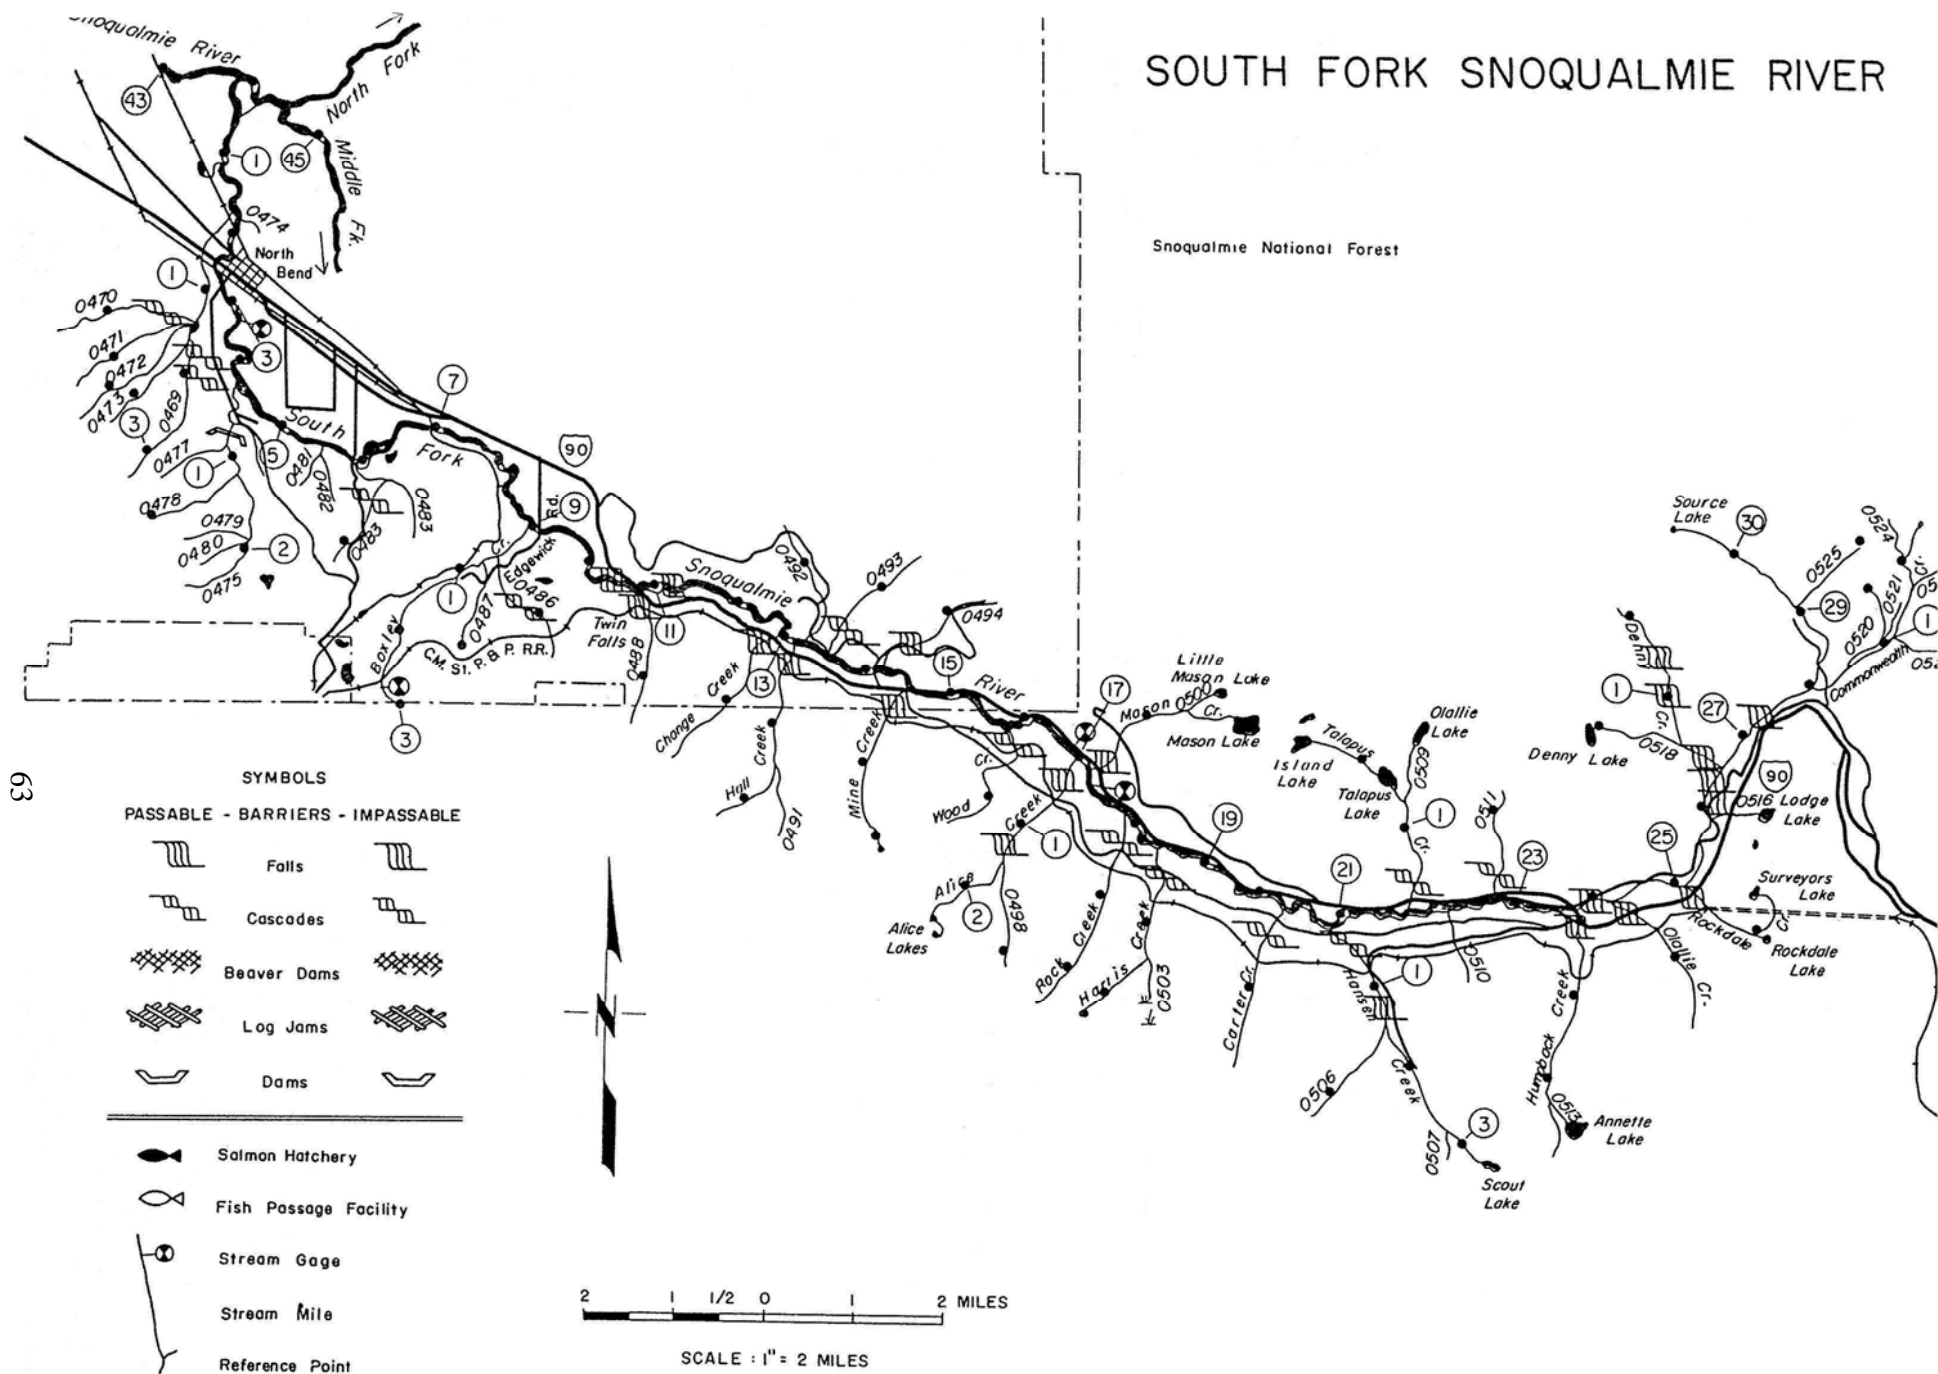 SOUTH FORK SNOQUALMIE RIVER
Snoqualmie River
North Fork
43
45
1
Middle Fk.
0474
North
Bend
Snoqualmie National Forest
1
0470
0471
0472
0473
0469
3
3
0477
1
0478
0479
0480
0475
2
5
South
Fork
7
90
0481
0482
0483
0483
9
Edgewick Rd.
Cr.
Boxley
1
0487
0486
C.M. St. P. & P. R.R.
3
Twin
Falls
0488
11
Snoqualmie
River
0492
0493
0494
13
15
17
Change Creek
Hall Creek
0491
Mine Creek
Wood Cr.
Creek
1
Alice
2
Alice
Lakes
0498
Little
Mason Lake
Mason Cr.
0500
Mason Lake
Rock Creek
Harris Creek
0503
19
Island
Lake
Talapus
Talapus
Lake
Olallie
Lake
0509
1
Cr.
21
0511
23
Carter Cr.
Hansen Creek
1
0506
0507
3
Scout
Lake
0510
Humpback Creek
0513
Annette
Lake
Olallie Cr.
25
Rockdale Cr.
Rockdale
Lake
Surveyors
Lake
0516
Lodge
Lake
90
27
Denny Cr.
1
Denny Lake
0518
Source
Lake
30
29
0525
0524
0521
0520
Commonwealth
Cr.
1
63
SYMBOLS
PASSABLE - BARRIERS - IMPASSABLE
Falls
Cascades
Beaver Dams
Log Jams
Dams
Salmon Hatchery
Fish Passage Facility
Stream Gage
Stream Mile
Reference Point
2 1 1/2 0 1 2 MILES
SCALE : 1" = 2 MILES